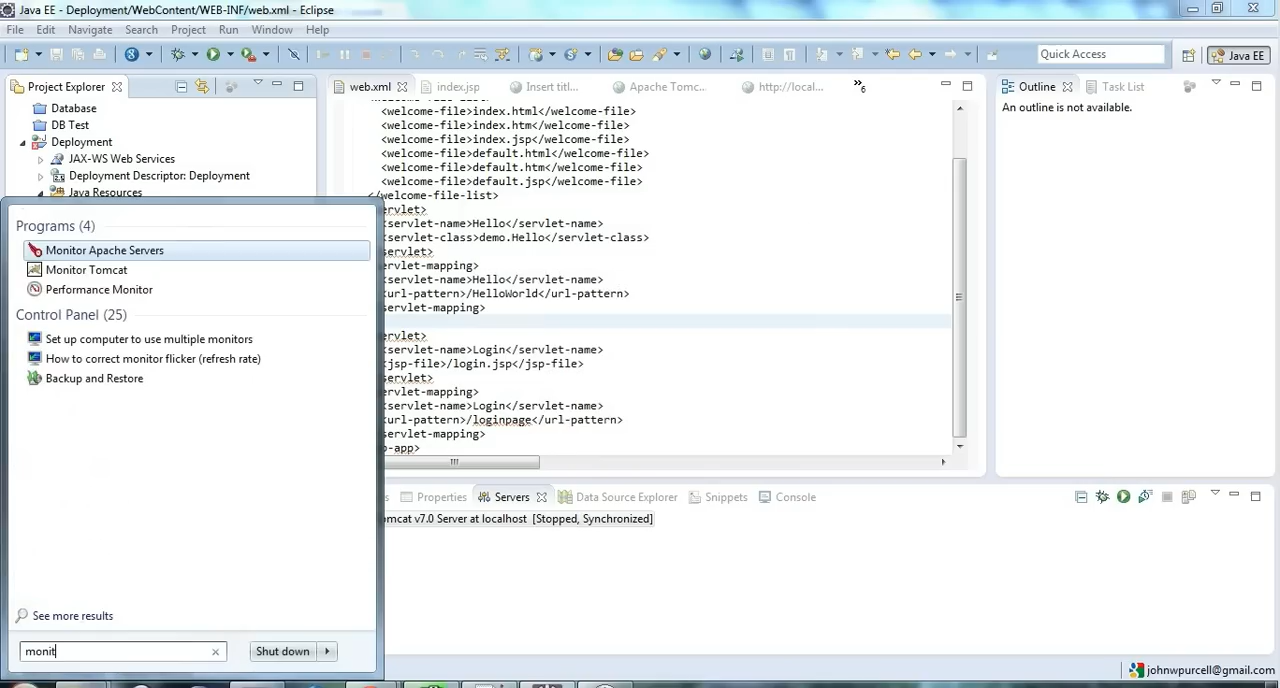 Java EE - Deployment/WebContent/WEB-INF/web.xml - Eclipse
File Edit Navigate Search Project Run Window Help
Quick Access
Java EE
Project Explorer
web.xml index.jsp Insert titl... Apache Tomc... http://local... »6
Outline Task List
Database
DB Test
Deployment
JAX-WS Web Services
Deployment Descriptor: Deployment
Java Resources
<welcome-file>index.html</welcome-file>
<welcome-file>index.htm</welcome-file>
<welcome-file>index.jsp</welcome-file>
<welcome-file>default.html</welcome-file>
<welcome-file>default.htm</welcome-file>
<welcome-file>default.jsp</welcome-file>
</welcome-file-list>
servlet>
<servlet-name>Hello</servlet-name>
<servlet-class>demo.Hello</servlet-class>
servlet>
servlet-mapping>
<servlet-name>Hello</servlet-name>
url-pattern>/HelloWorld</url-pattern>
servlet-mapping>
servlet>
<servlet-name>Login</servlet-name>
jsp-file>/login.jsp</jsp-file>
servlet>
servlet-mapping>
<servlet-name>Login</servlet-name>
url-pattern>/loginpage</url-pattern>
servlet-mapping>
-app>
An outline is not available.
Programs (4)
Monitor Apache Servers
Monitor Tomcat
Performance Monitor
Control Panel (25)
Set up computer to use multiple monitors
How to correct monitor flicker (refresh rate)
Backup and Restore
See more results
monit
Shut down
Properties Servers Data Source Explorer Snippets Console
mcat v7.0 Server at localhost [Stopped, Synchronized]
johnwpurcell@gmail.com